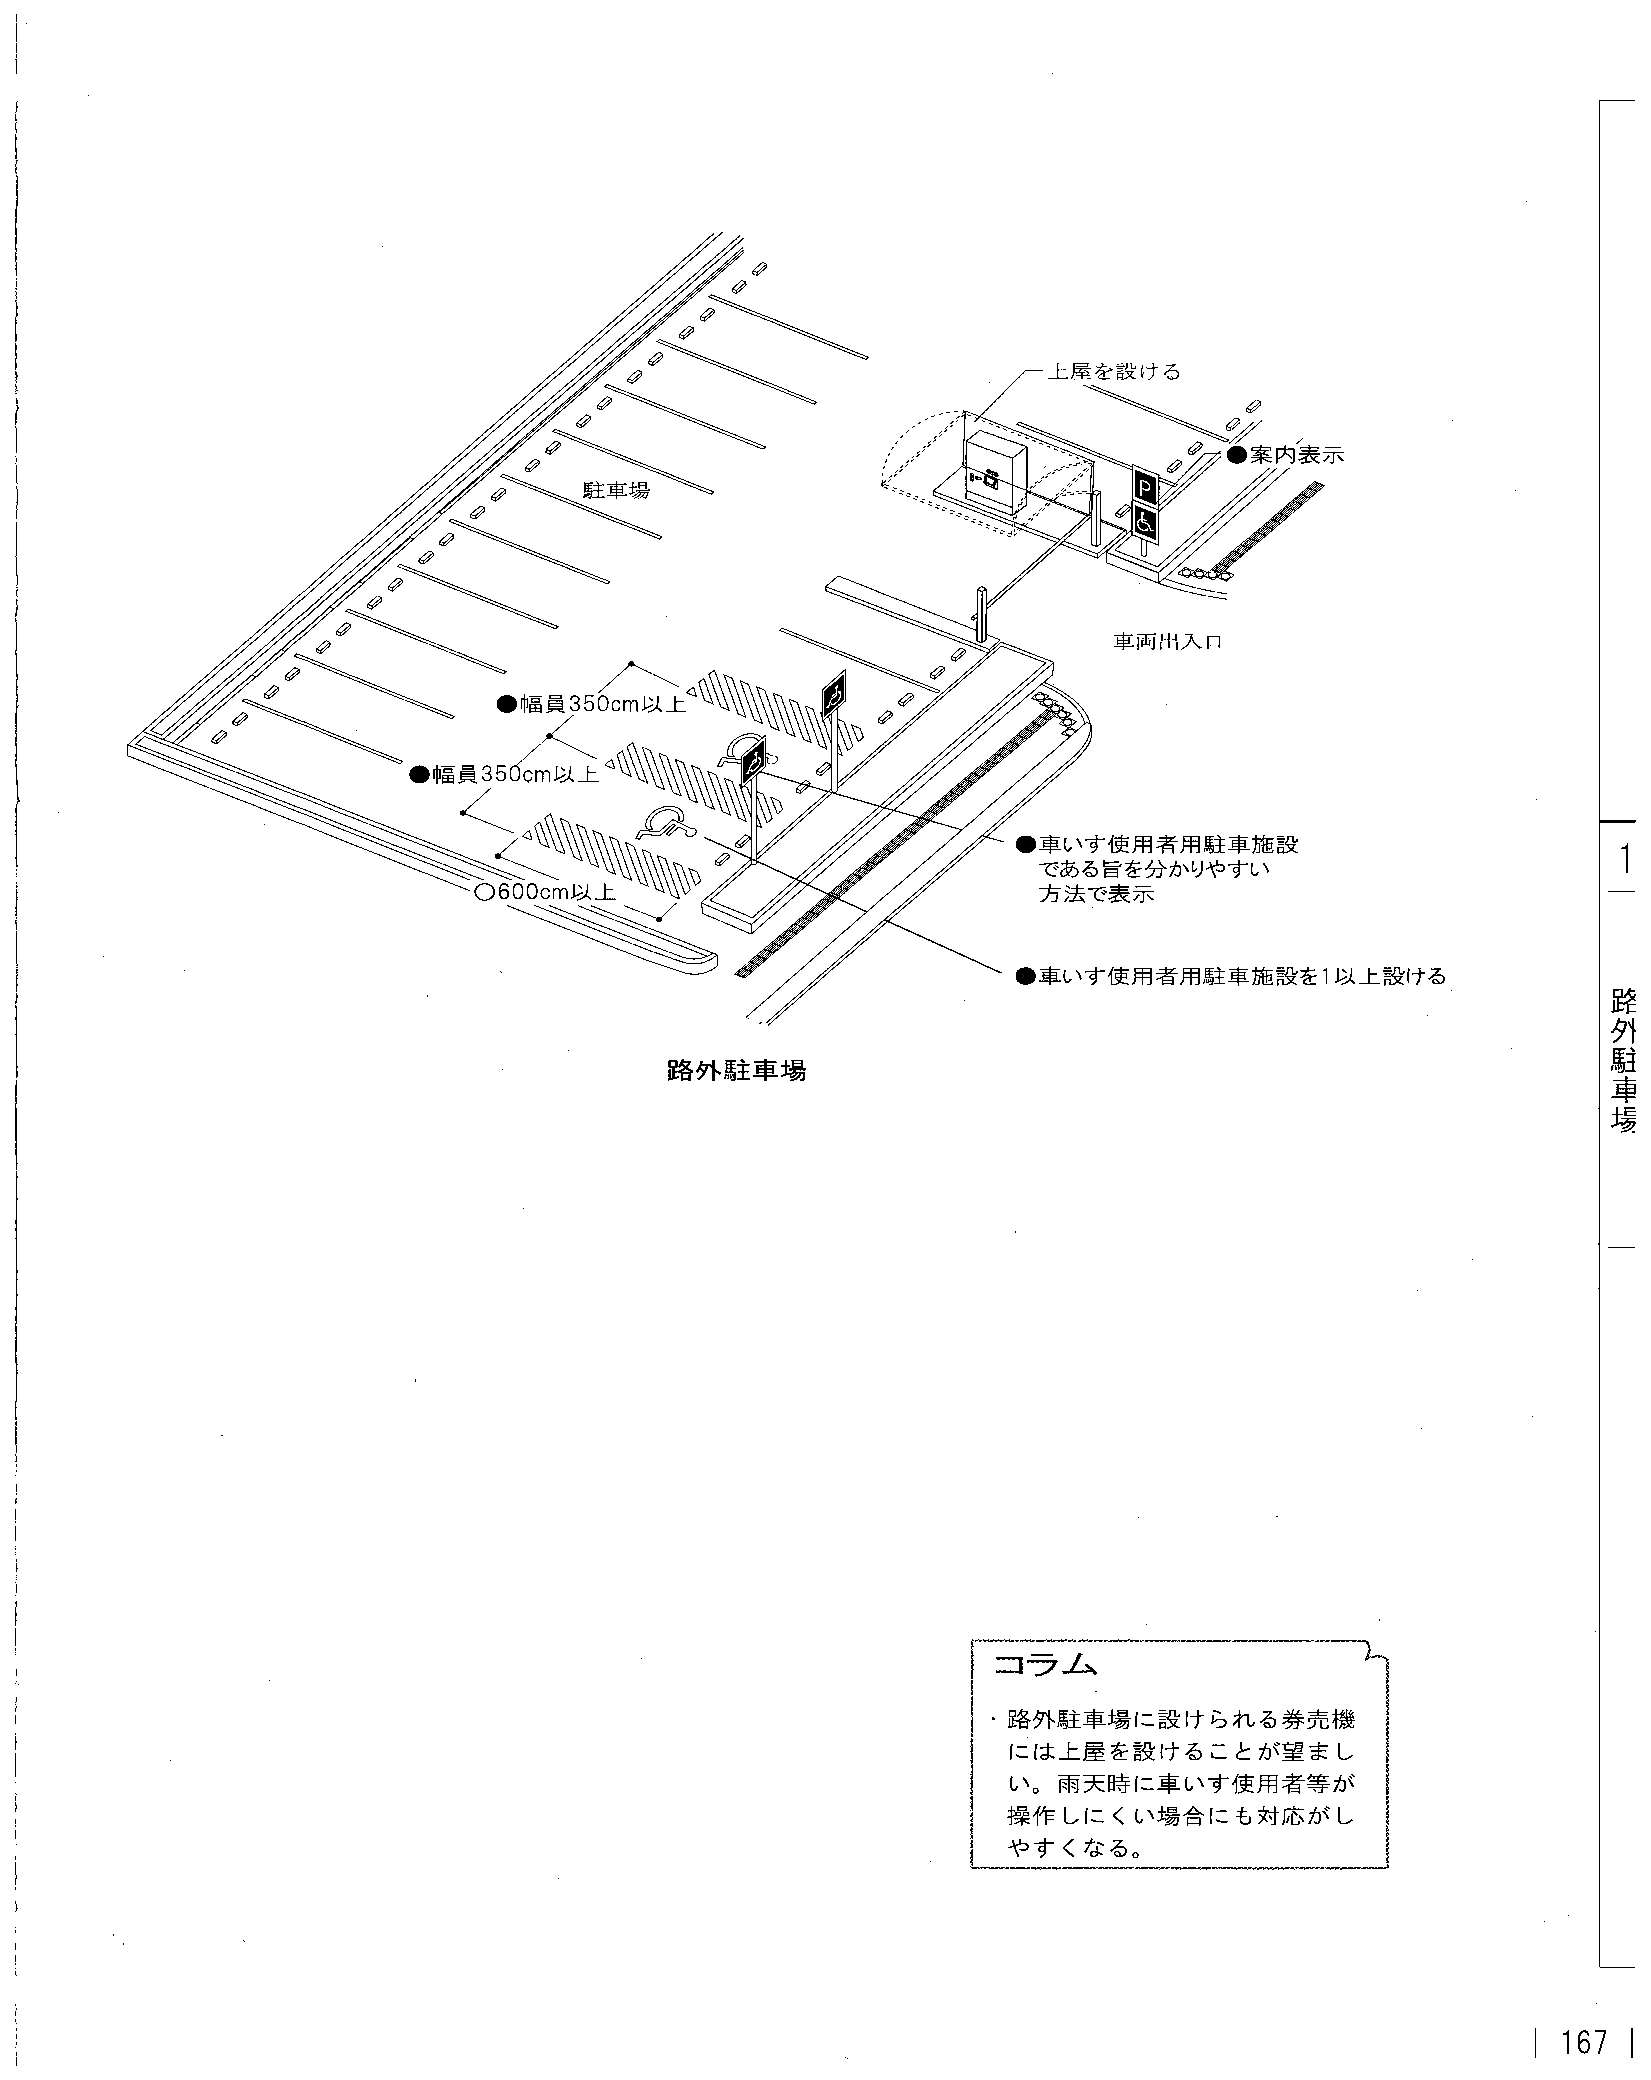 上屋を設ける
●案内表示
P
駐車場
車両出入口
●幅員350cm以上
●幅員350cm以上
○600cm以上
●車いす使用者用駐車施設
である旨を分かりやすい
方法で表示
●車いす使用者用駐車施設を1以上設ける
路外駐車場
1
路外駐車場
コラム
・路外駐車場に設けられる券売機
には上屋を設けることが望まし
い。雨天時に車いす使用者等が
操作しにくい場合にも対応がし
やすくなる。
167